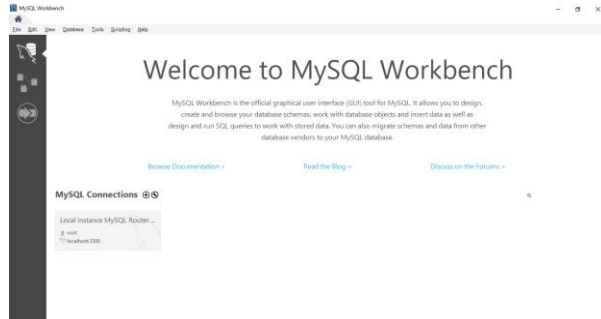 MySQL Workbench
File Edit View Database Tools Scripting Help
Welcome to MySQL Workbench
MySQL Workbench is the official graphical user interface (GUI) tool for MySQL. It allows you to design,
create and browse your database schemas, work with database objects and insert data as well as
design and run SQL queries to work with stored data. You can also migrate schemas and data from other
database vendors to your MySQL database.
Browse Documentation >
Read the Blog >
Discuss on the Forums >
MySQL Connections
Local instance MySQL Router ...
root
localhost:3306